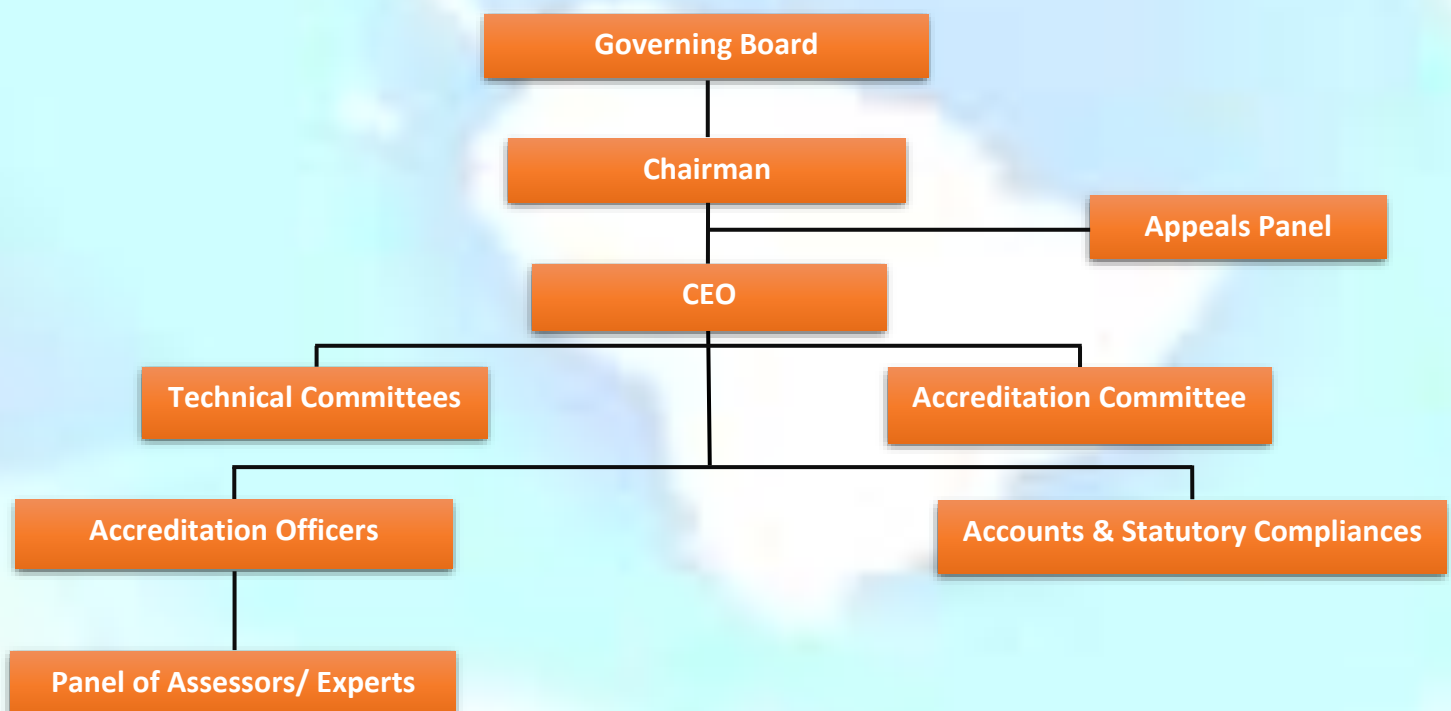 Governing Board
Chairman
Appeals Panel
CEO
Technical Committees
Accreditation Committee
Accreditation Officers
Accounts & Statutory Compliances
Panel of Assessors/ Experts